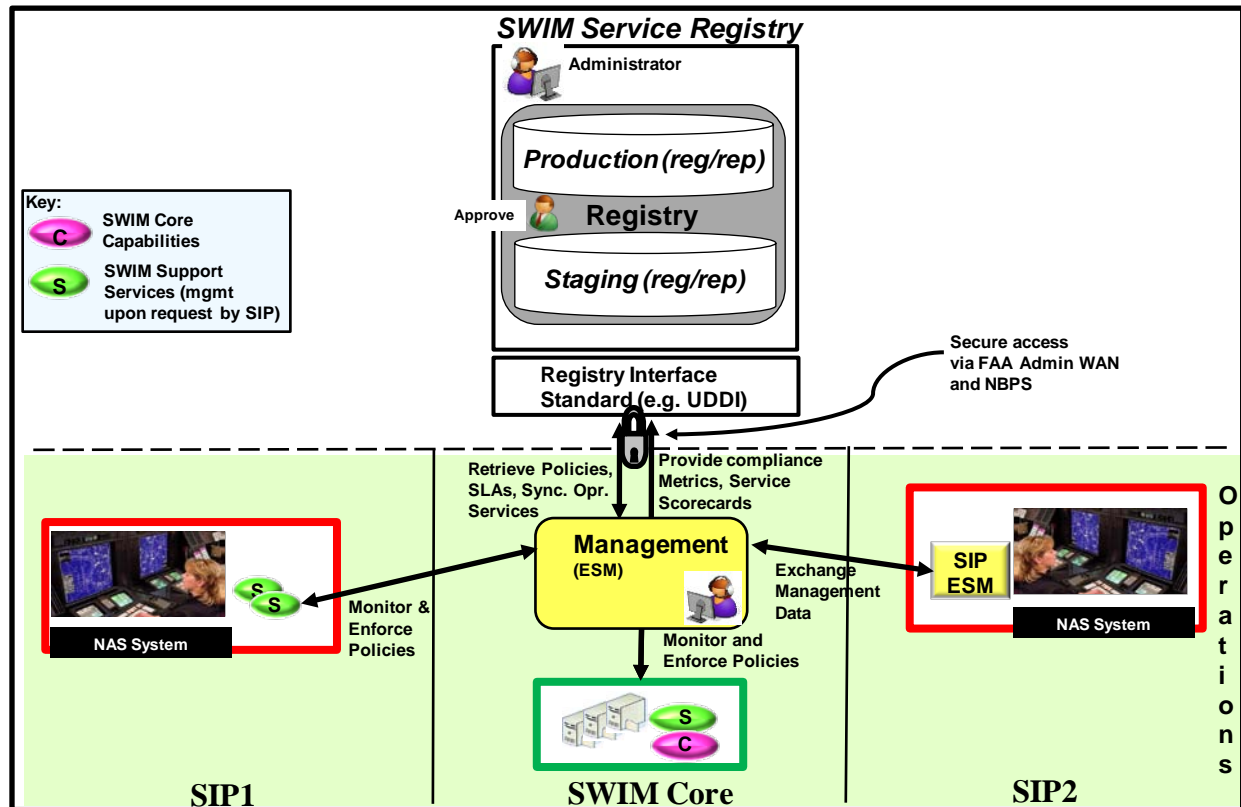 SWIM Service Registry
Administrator
Production (reg/rep)
Approve
Registry
Staging (reg/rep)
Key:
C
SWIM Core
Capabilities
S
SWIM Support
Services (mgmt
upon request by SIP)
Registry Interface
Standard (e.g. UDDI)
Secure access
via FAA Admin WAN
and NBPS
Retrieve Policies,
SLAs, Sync. Opr.
Services
Provide compliance
Metrics, Service
Scorecards
Operations
NAS System
S
S
Monitor &
Enforce
Policies
Management
(ESM)
Exchange
Management
Data
SIP
ESM
NAS System
Monitor and
Enforce Policies
S
C
SIP1
SWIM Core
SIP2